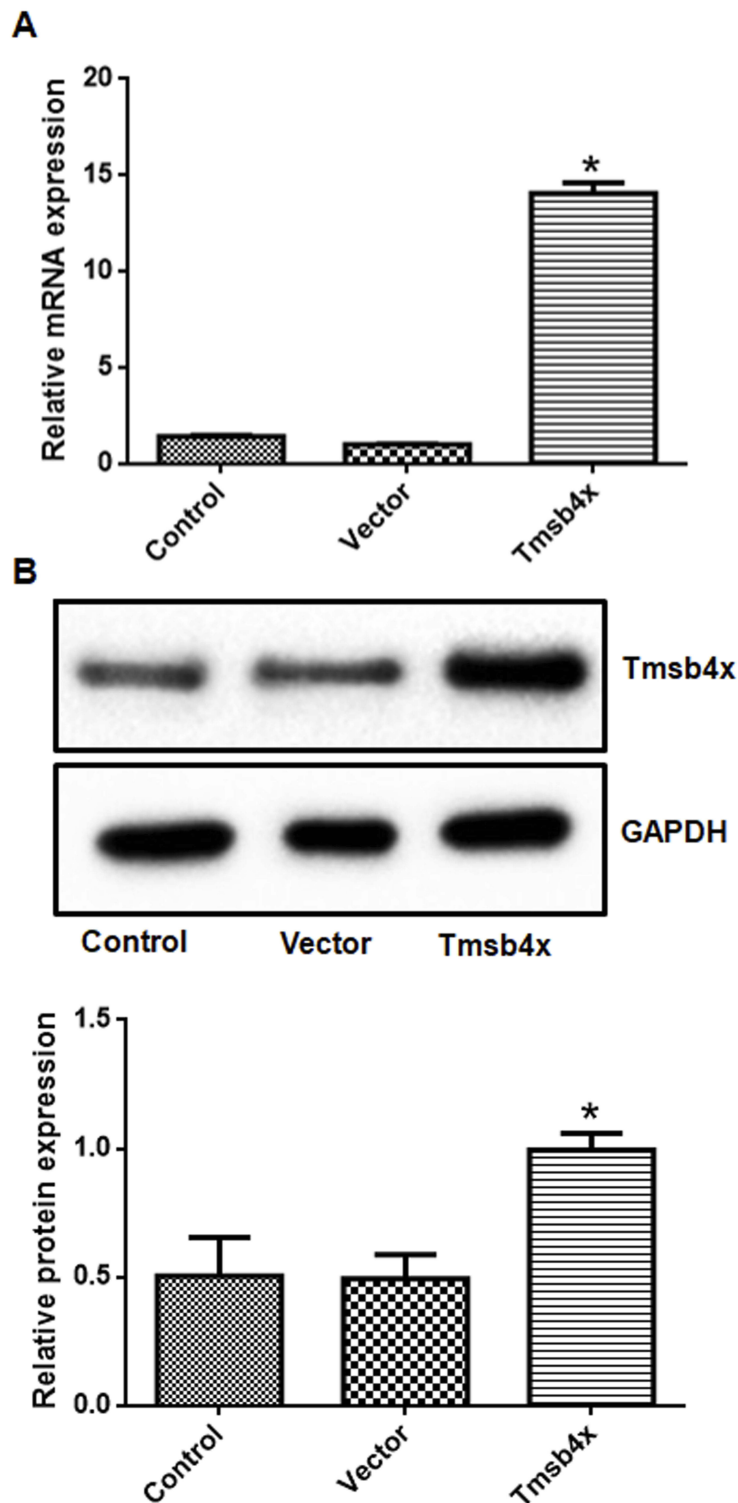 A
Relative mRNA expression
20
15
10
5
0
*
Control
Vector
Tmsb4x
B
Tmsb4x
GAPDH
Control Vector Tmsb4x
Relative protein expression
1.5
1.0
0.5
0.0
*
Control
Vector
Tmsb4x